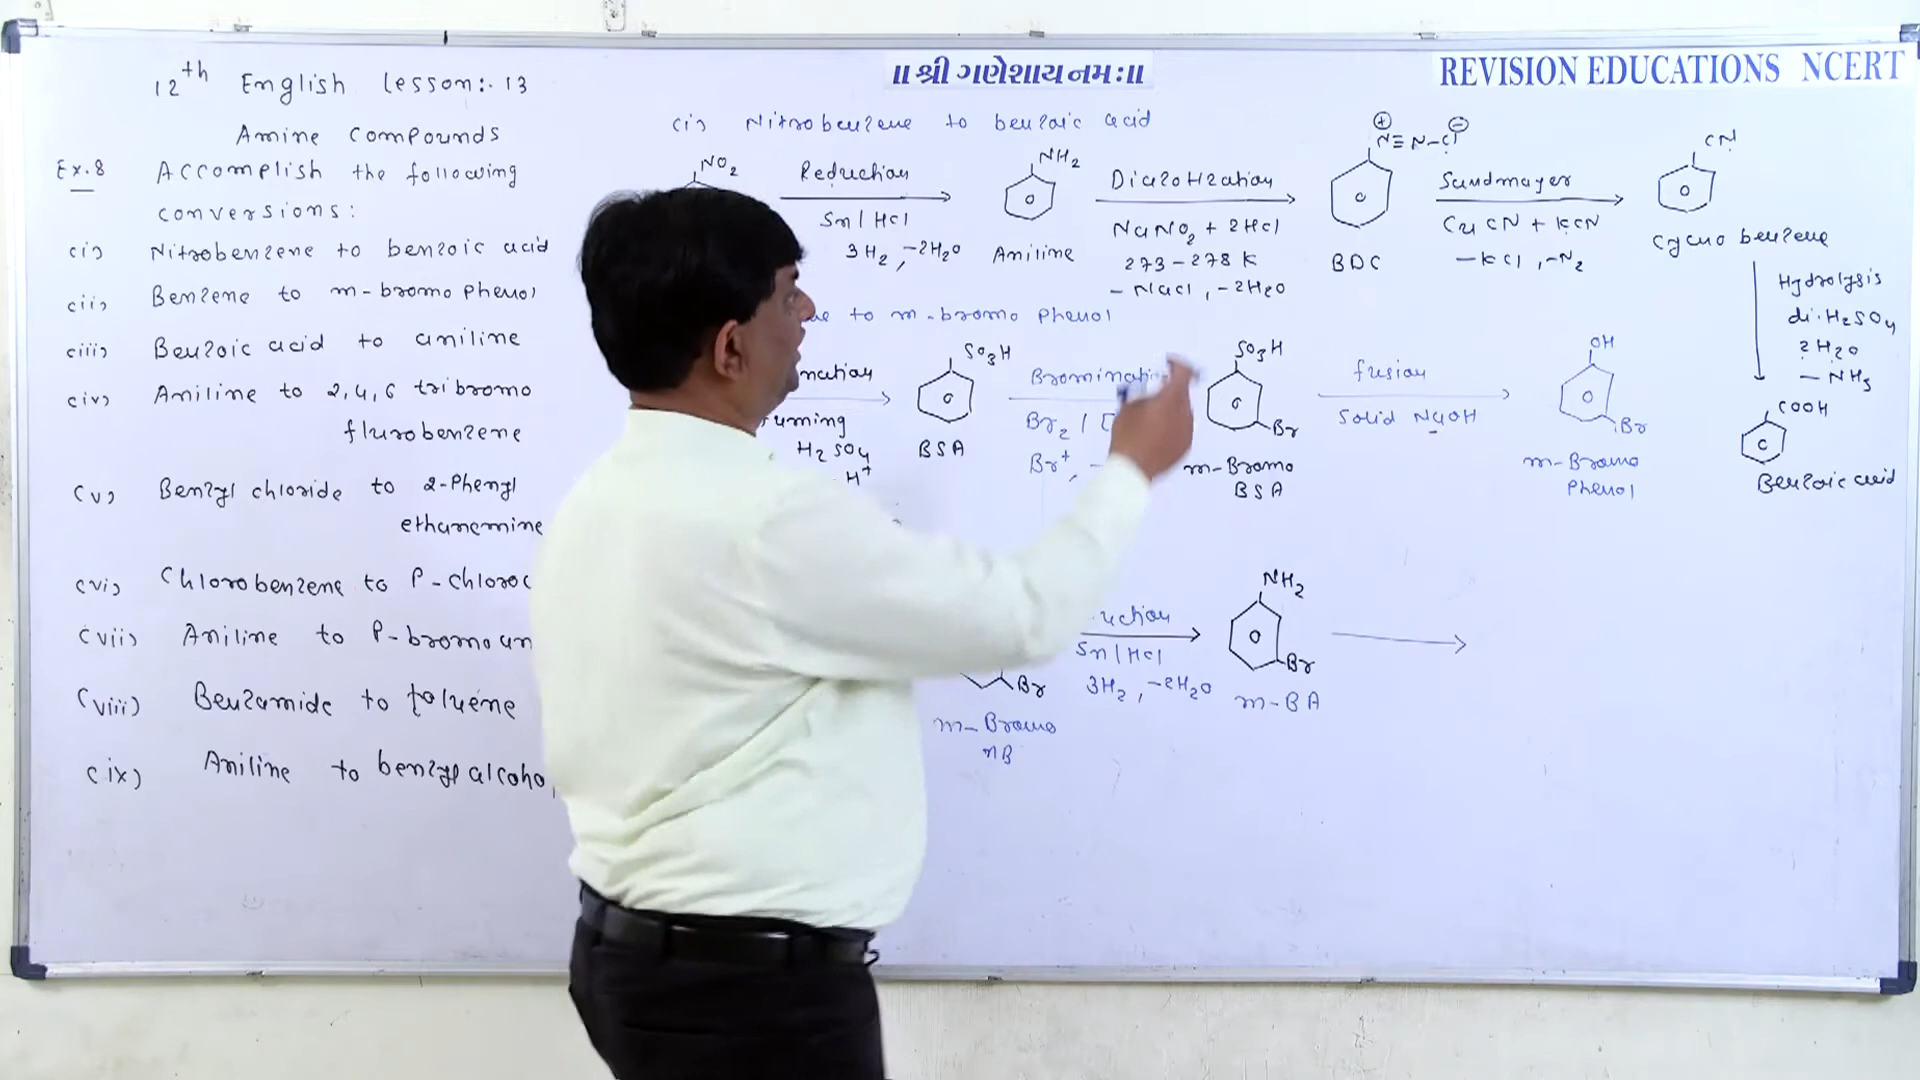 ॥ श्री ગણેશાય નમઃ॥
REVISION EDUCATIONS NCERT
12th English Lesson:- 13
Amine compounds
Ex.8 Accomplish the following
conversions:
(i) Nitrobenzene to benzoic acid
(ii) Benzene to m-bromo phenol
(iii) Benzoic acid to aniline
(iv) Aniline to 2,4,6 tribromo
flurobenzene
(v) Benzyl chloride to 2-Phenyl
ethanemine
(vi) Chlorobenzene to P-chloro
(vii) Aniline to P-bromo
(viii) Benzamide to toluene
(ix) Aniline to benzyl alcoho
(i) Nitrobenzene to benzoic acid
NO2
Reduction
Sn / HCl
3H2, -2H2O
NH2
Aniline
Diazotization
NaNO2 + 2HCl
273-278 K
- NaCl, -2H2O
N≡N-Cl
BDC
Sandmayer
CuCN + KCN
-KCl, -N2
CN
Cyano benzene
Hydrolysis
di.H2SO4
2H2O
- NH3
COOH
Benzoic acid
to m-bromo phenol
H2SO4
H+
SO3H
BSA
Br2 /
Br+, -
SO3H
Br
m-Bromo
BSA
fusion
Solid NaOH
OH
Br
m-Bromo
Phenol
Br
m-Bromo
nB
Sn / HCl
3H2, -2H2O
NH2
Br
m-BA